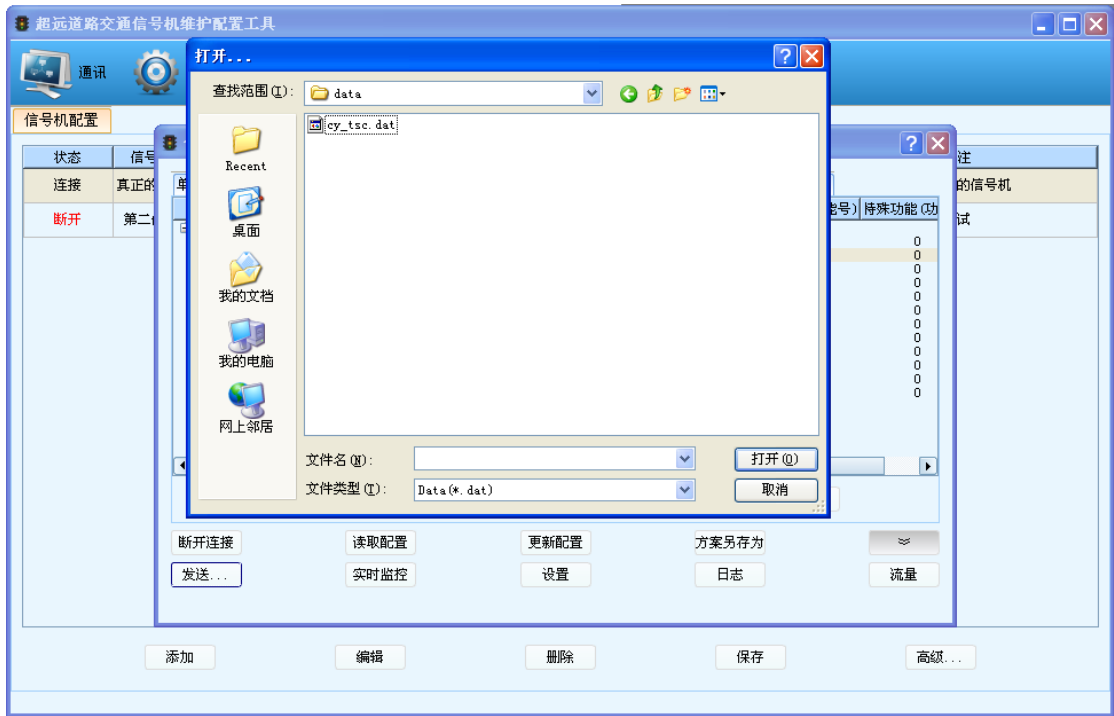 超远道路交通信号机维护配置工具
通讯
信号机配置
状态
信号
注
连接
真正的
的信号机
断开
第二
试
单
能号)
特殊功能(功
0
0
0
0
0
0
0
0
0
0
0
0
打开...
查找范围(I):
data
Recent
桌面
我的文档
我的电脑
网上邻居
cy_tsc.dat
文件名(N):
打开(O)
文件类型(T):
Data(*.dat)
取消
断开连接
读取配置
更新配置
方案另存为
发送...
实时监控
设置
日志
流量
添加
编辑
删除
保存
高级...